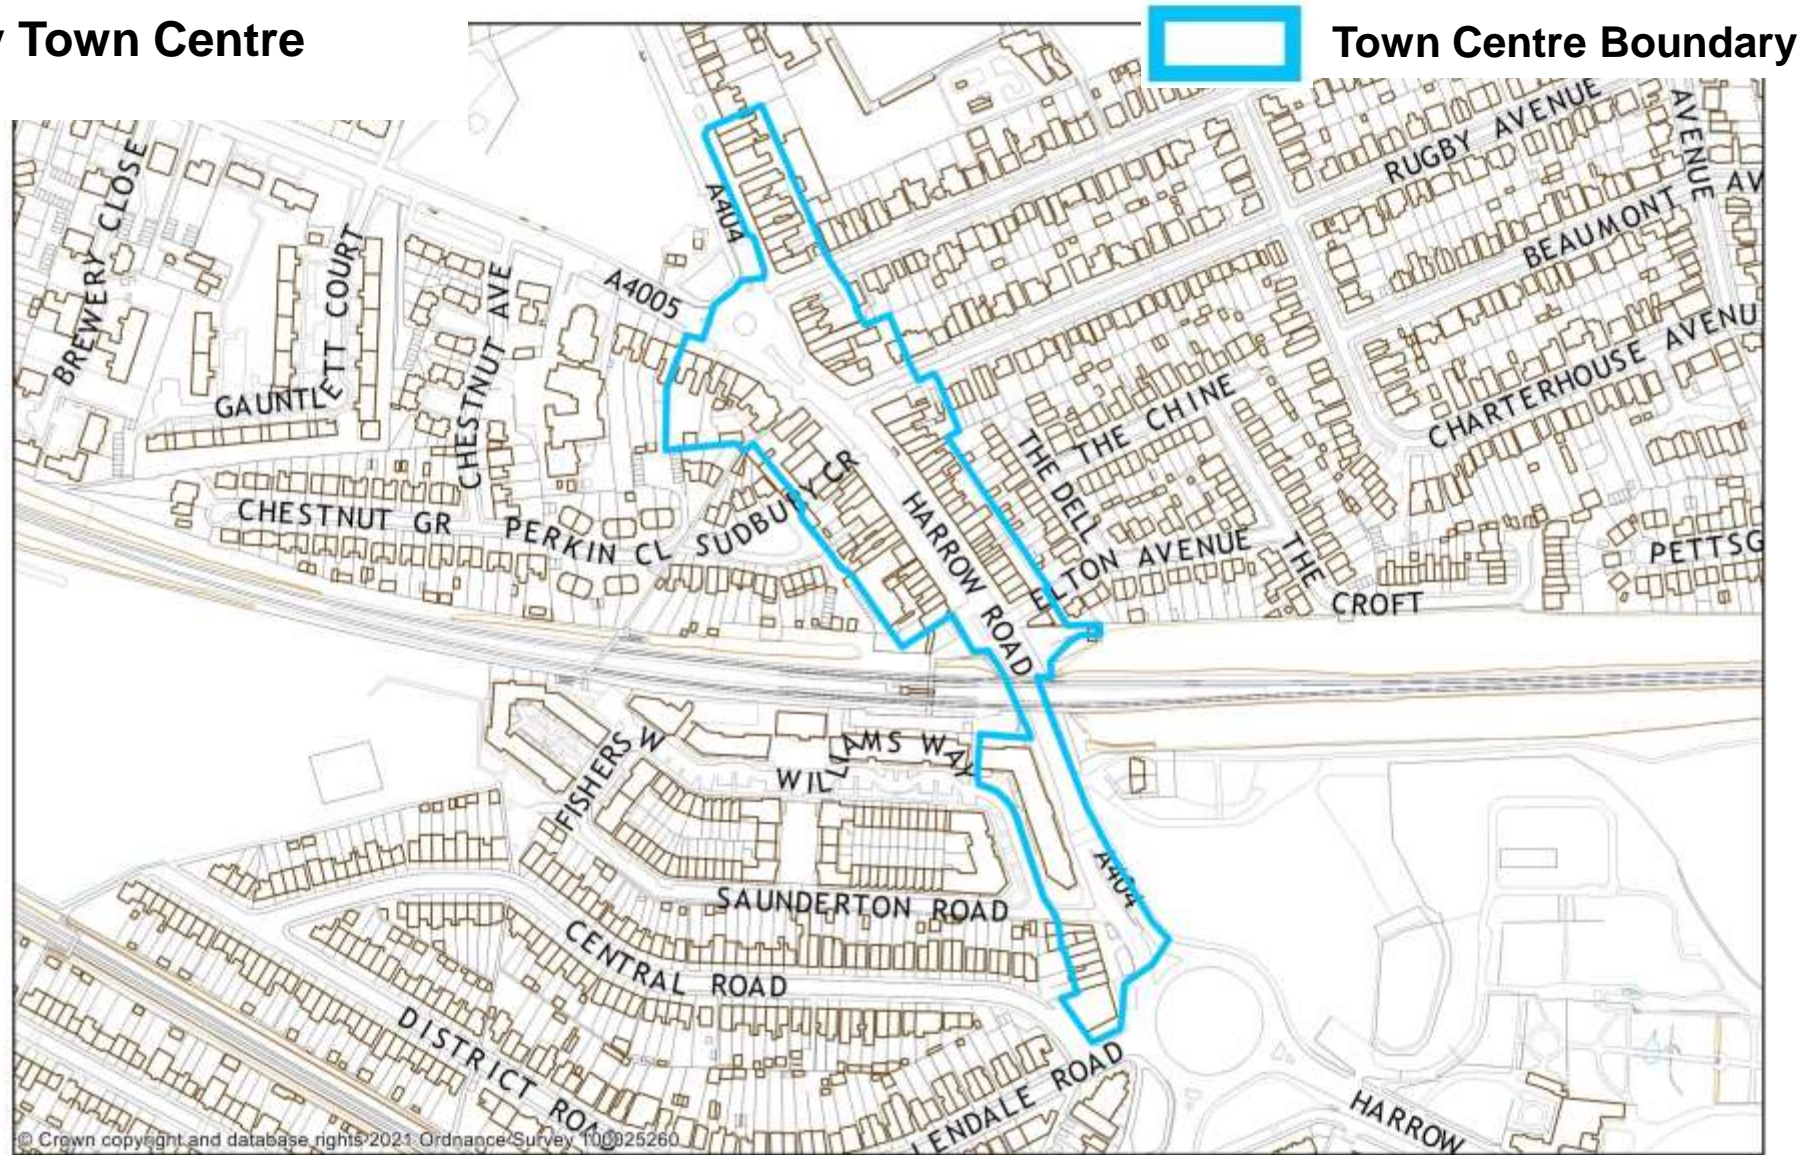 Town Centre
Town Centre Boundary
BREWERY CLOSE
GAUNTLETT COURT
CHESTNUT AVE
A4005
A404
RUGBY AVENUE
AVENUE
AV
BEAUMONT
CHARTERHOUSE AVENU
THE CHINE
THE DELL
ELTON AVENUE
THE CROFT
PETTSG
CHESTNUT GR
PERKIN CL
SUDBURY CR
HARROW ROAD
FISHERS W
WILLIAMS WAY
SAUNDERTON ROAD
A404
CENTRAL ROAD
DISTRICT ROA
LENDALE ROAD
HARROW
© Crown copyright and database rights 2021 Ordnance Survey 100025260